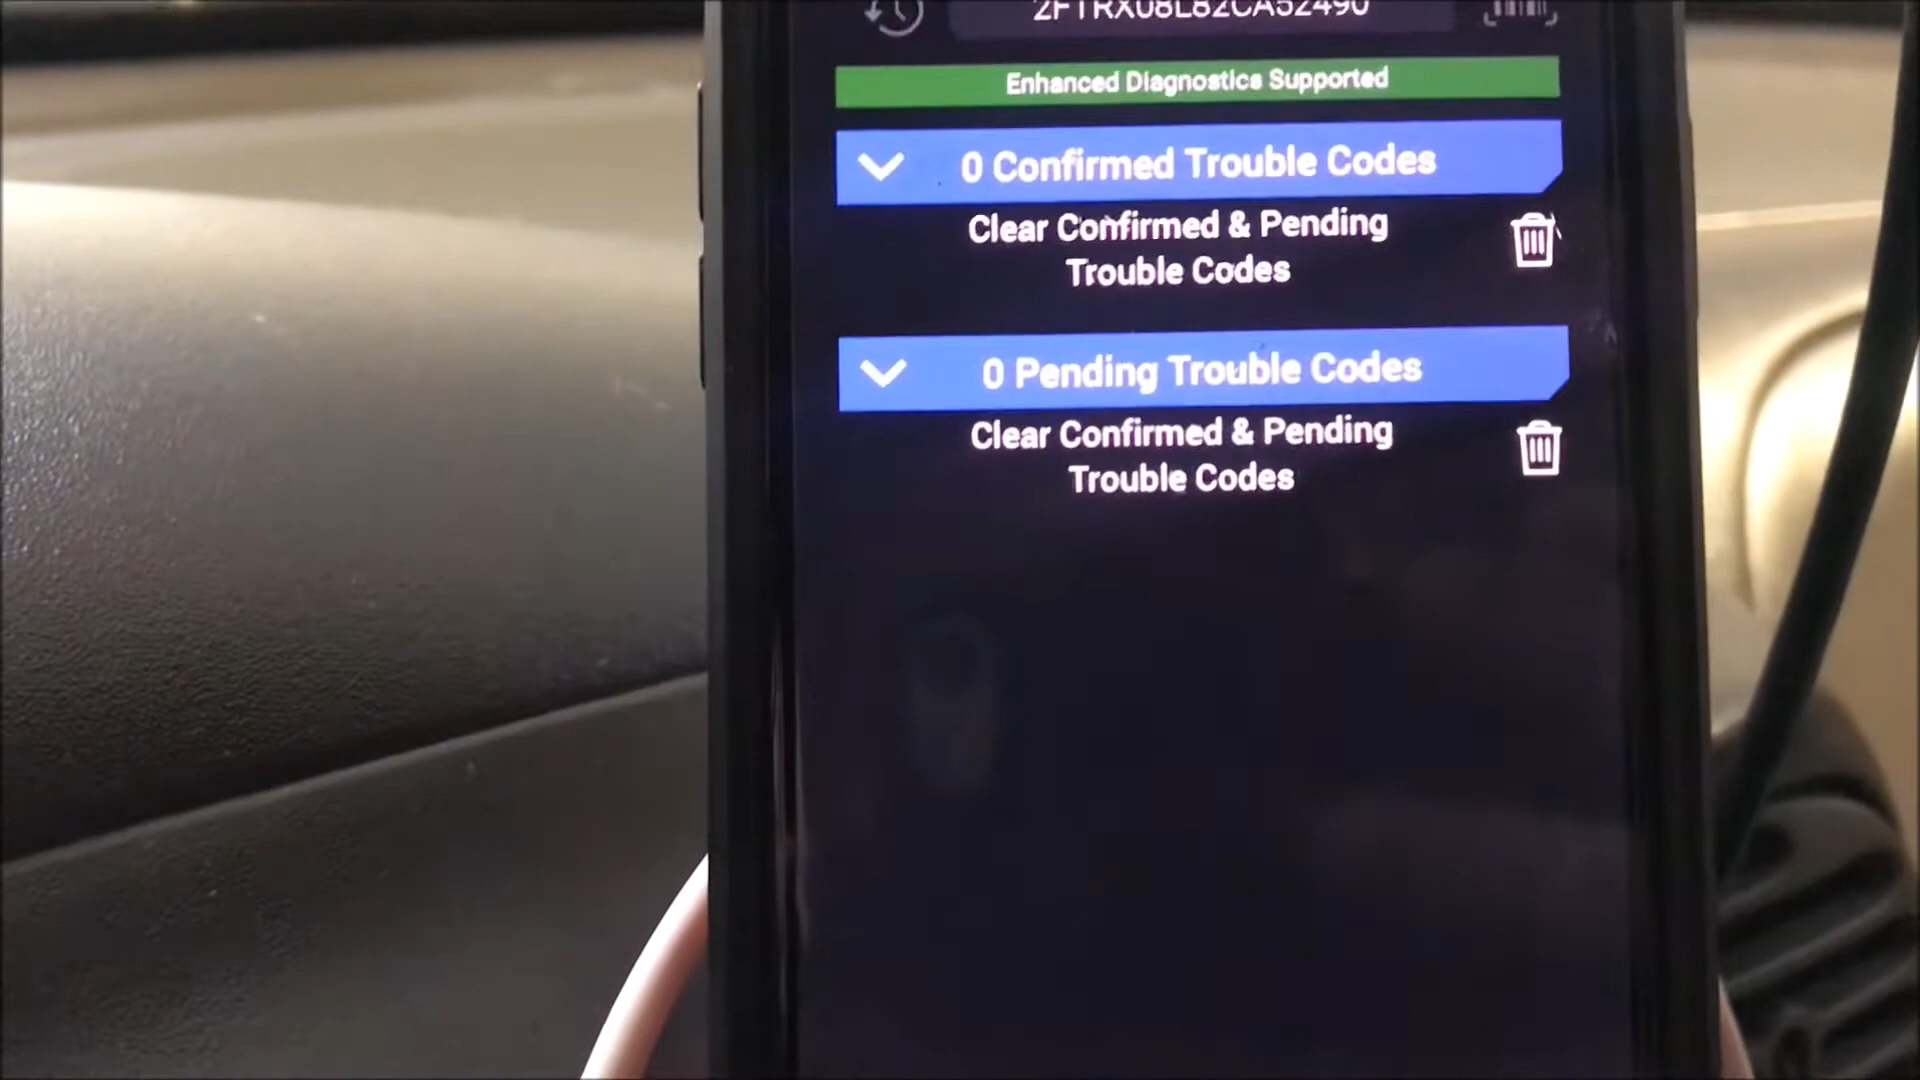 2FTRX08L82CA52490
Enhanced Diagnostics Supported
0 Confirmed Trouble Codes
Clear Confirmed & Pending
Trouble Codes
0 Pending Trouble Codes
Clear Confirmed & Pending
Trouble Codes